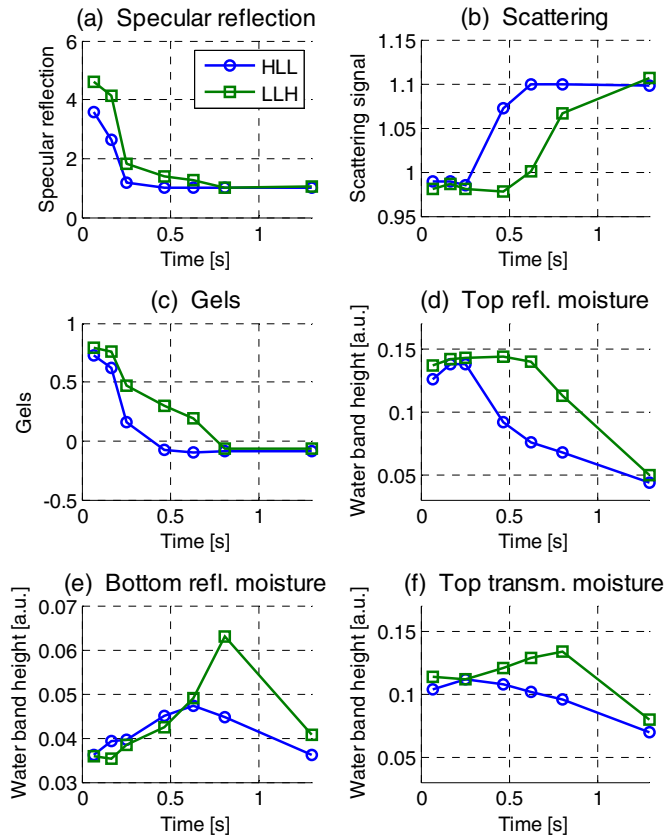 (a) Specular reflection
Specular reflection
6
4
2
0
0
0.5
1
Time [s]
HLL
LLH
(b) Scattering
Scattering signal
1.15
1.10
1.05
1
0.95
0
0.5
1
Time [s]
(c) Gels
Gels
1
0.5
0
-0.5
0
0.5
1
Time [s]
(d) Top refl. moisture
Water band height [a.u.]
0.15
0.1
0.05
0
0.5
1
Time [s]
(e) Bottom refl. moisture
Water band height [a.u.]
0.07
0.06
0.05
0.04
0.03
0
0.5
1
Time [s]
(f) Top transm. moisture
Water band height [a.u.]
0.15
0.1
0.05
0
0.5
1
Time [s]